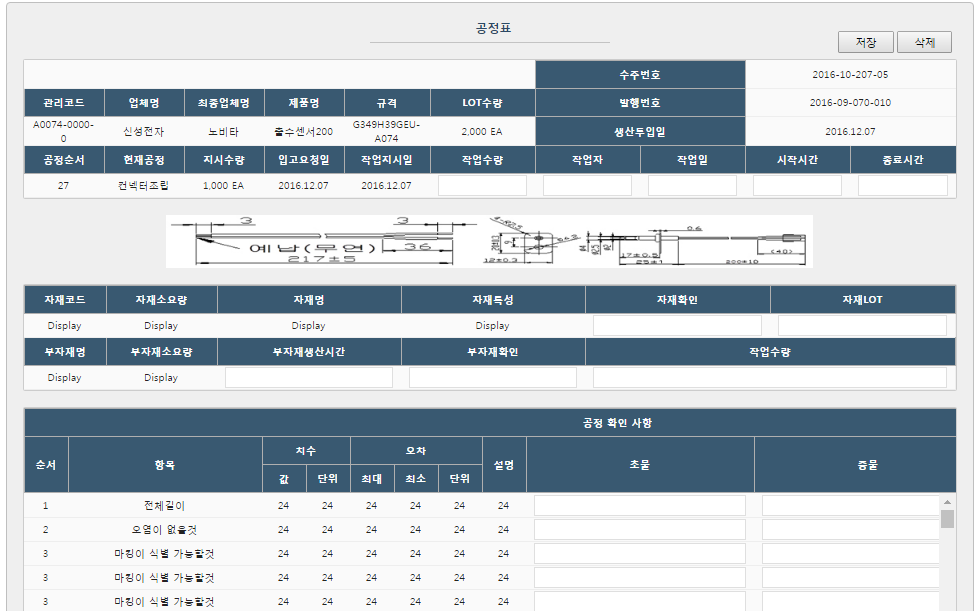 공정표
저장 삭제
수주번호 2016-10-207-05
관리코드 업체명 최종업체명 제품명 규격 LOT수량 발행번호 2016-09-070-010
A0074-0000-0 신성전자 노비타 출수센서200 G349H39GEU-A074 2,000 EA 생산투입일 2016.12.07
공정순서 현재공정 지시수량 입고요청일 작업지시일 작업수량 작업자 작업일 시작시간 종료시간
27 컨넥터조립 1,000 EA 2016.12.07 2016.12.07
3 3 0.6
예납(무연) 36
12±0.3 17±0.5 (40)
217±5 25±1 200±10
자재코드 자재소요량 자재명 자재특성 자재확인 자재LOT
Display Display Display Display
부자재명 부자재소요량 부자재생산시간 부자재확인 작업수량
Display Display
공정 확인 사항
순서 항목 치수 오차 설명 초물 중물
값 단위 최대 최소 단위
1 전체길이 24 24 24 24 24 24
2 오염이 없을것 24 24 24 24 24 24
3 마킹이 식별 가능할것 24 24 24 24 24 24
3 마킹이 식별 가능할것 24 24 24 24 24 24
3 마킹이 식별 가능할것 24 24 24 24 24 24